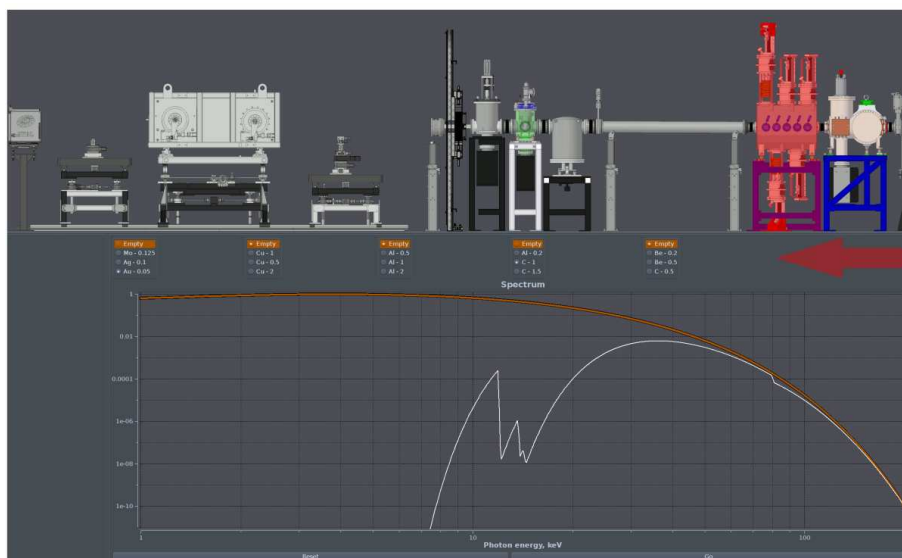 Empty Empty Empty Empty Empty
Mo - 0.125 Cu - 1 Al - 0.5 Al - 0.2 Be - 0.2
Ag - 0.1 Cu - 0.5 Al - 1 C - 1 Be - 0.5
Au - 0.05 Cu - 2 Al - 2 C - 1.5 C - 0.5
Spectrum
1
0.01
0.0001
1e-06
1e-08
1e-10
1 10 100
Photon energy, keV
Reset Go